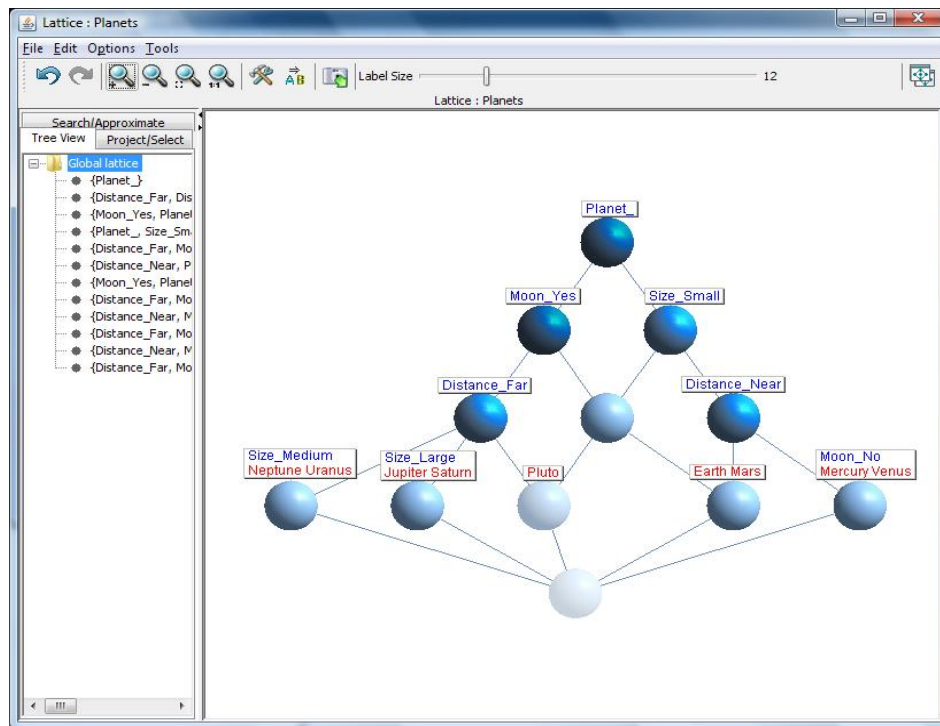 Lattice : Planets
File Edit Options Tools
Label Size 12
Lattice : Planets
Search/Approximate
Tree View Project/Select
Global lattice
{Planet_}
{Distance_Far, Dis
{Moon_Yes, Planet
{Planet_, Size_Sma
{Distance_Far, Mo
{Distance_Near, P
{Moon_Yes, Planet
{Distance_Far, Mo
{Distance_Near, M
{Distance_Far, Mo
{Distance_Near, M
{Distance_Far, Mo
Planet_
Moon_Yes
Size_Small
Distance_Far
Distance_Near
Size_Medium
Neptune Uranus
Size_Large
Jupiter Saturn
Pluto
Earth Mars
Moon_No
Mercury Venus